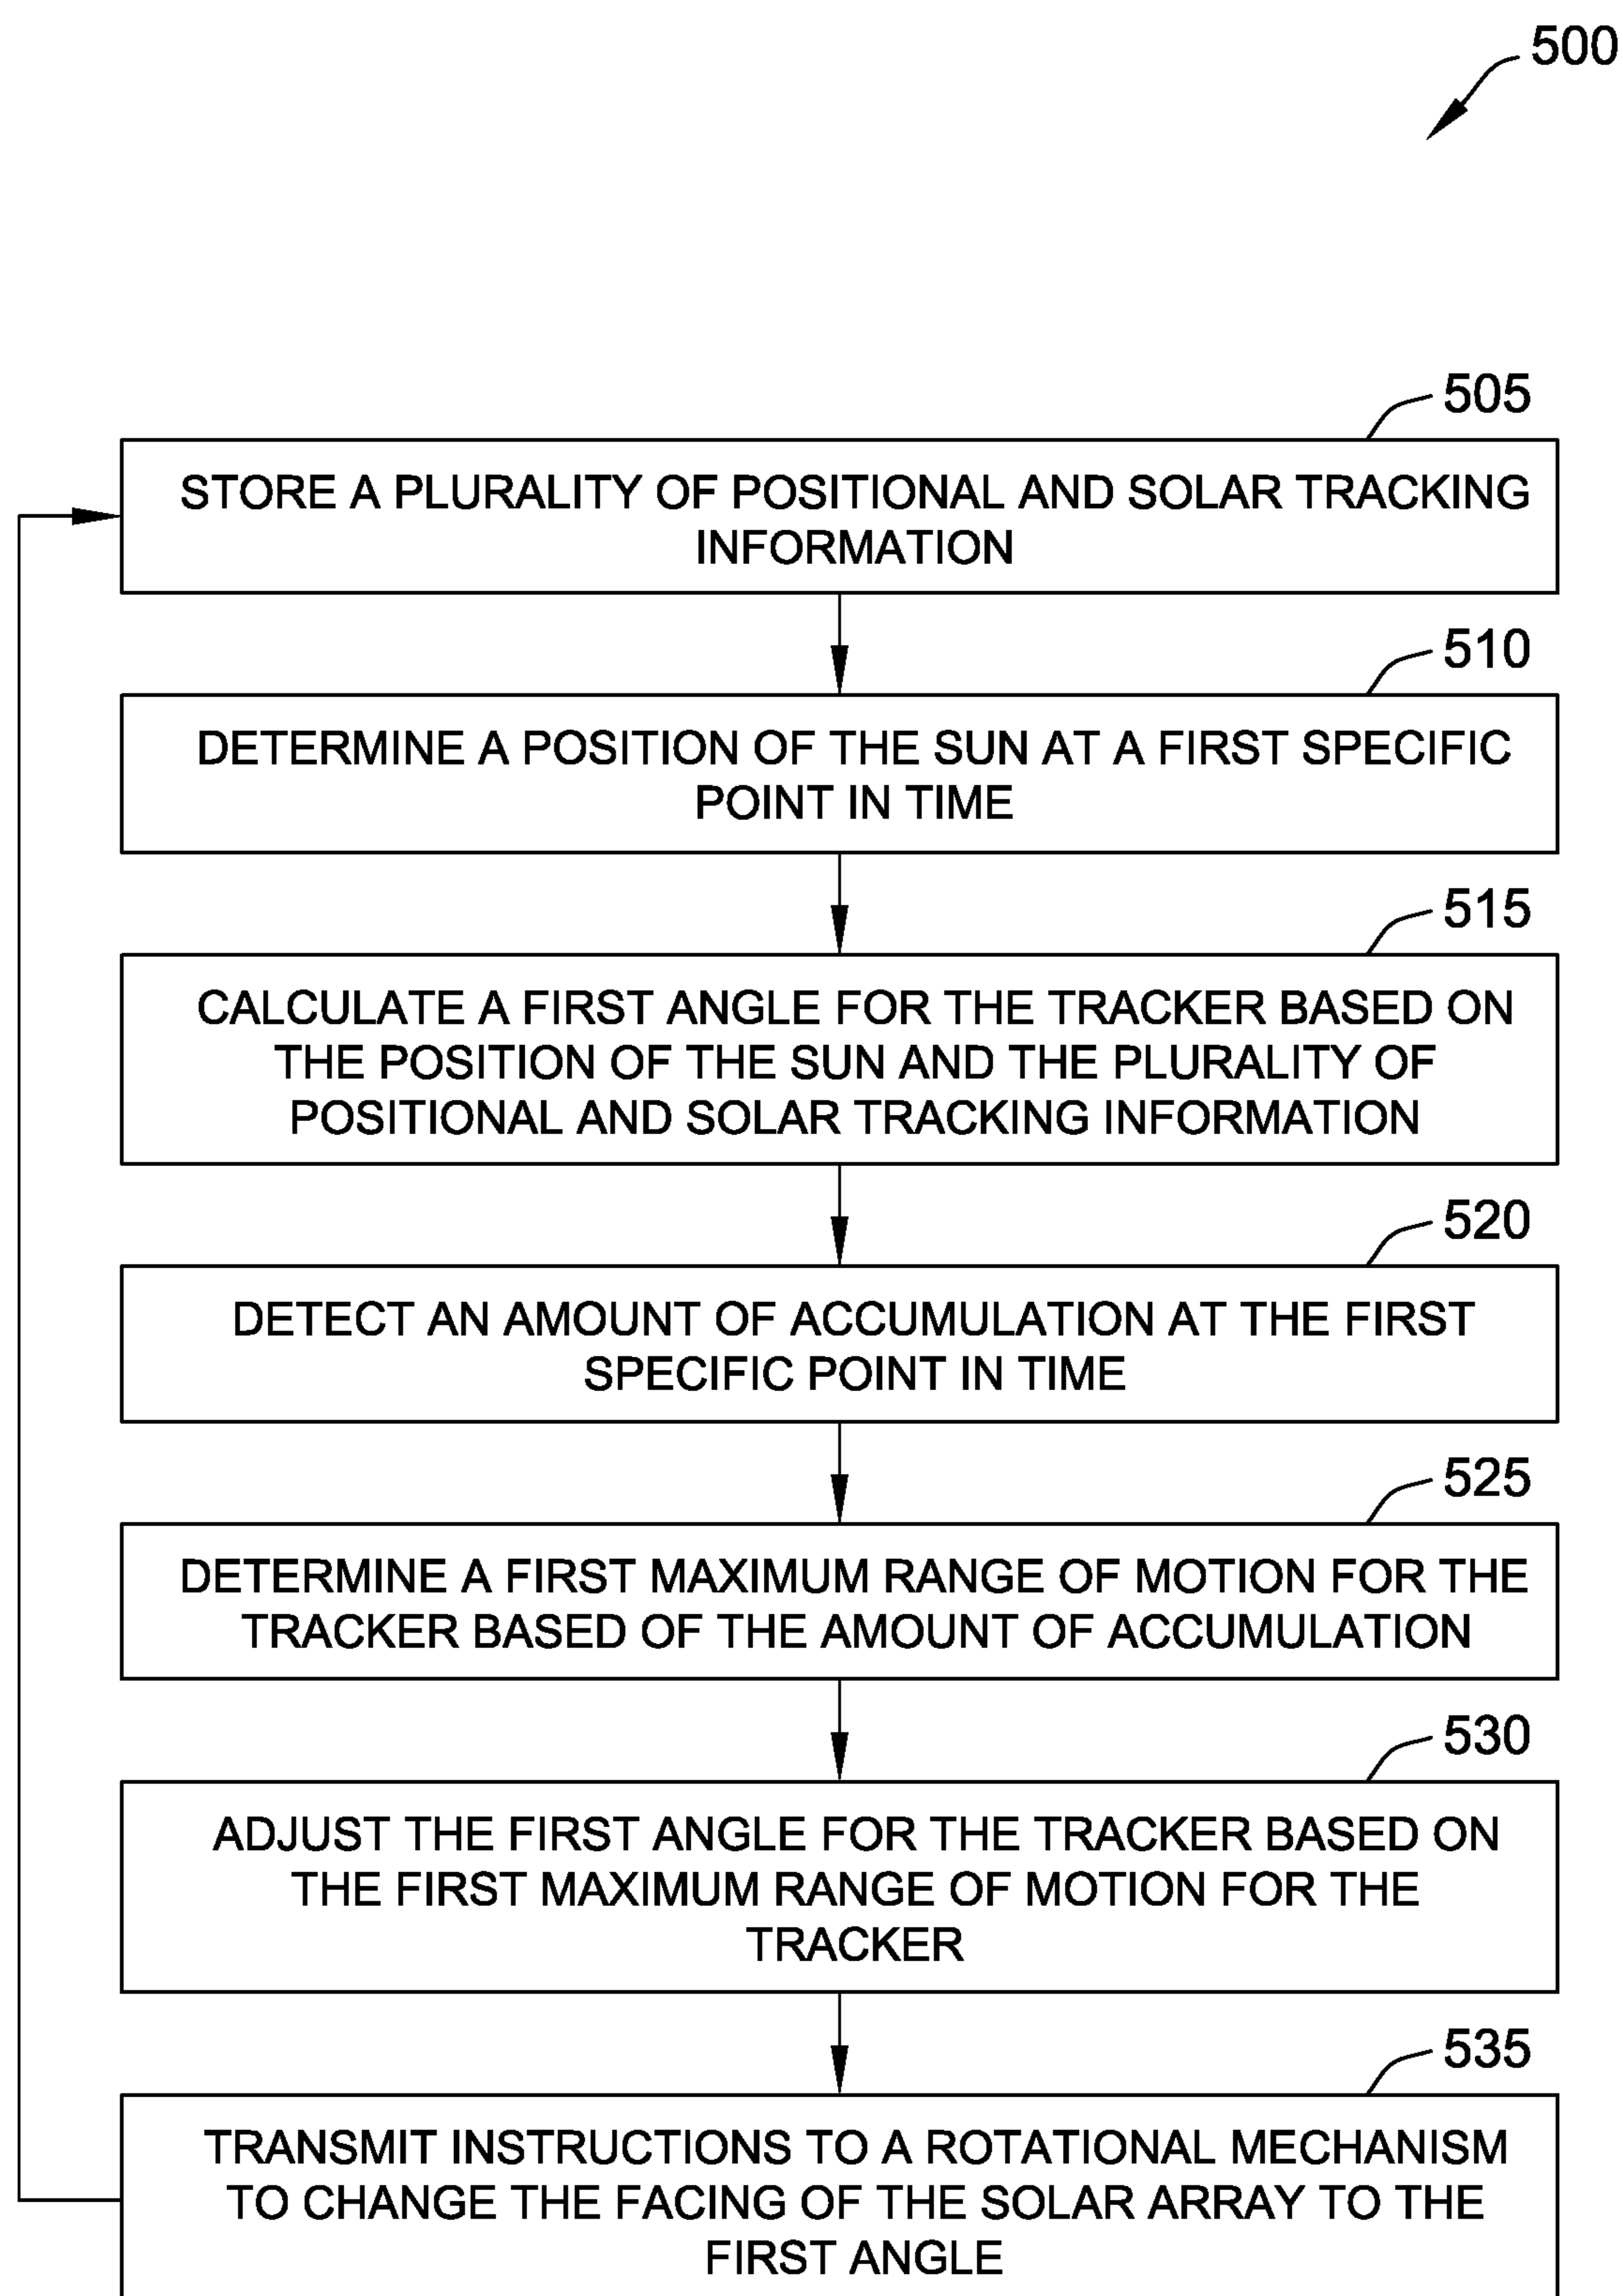 500
505
STORE A PLURALITY OF POSITIONAL AND SOLAR TRACKING
INFORMATION
510
DETERMINE A POSITION OF THE SUN AT A FIRST SPECIFIC
POINT IN TIME
515
CALCULATE A FIRST ANGLE FOR THE TRACKER BASED ON
THE POSITION OF THE SUN AND THE PLURALITY OF
POSITIONAL AND SOLAR TRACKING INFORMATION
520
DETECT AN AMOUNT OF ACCUMULATION AT THE FIRST
SPECIFIC POINT IN TIME
525
DETERMINE A FIRST MAXIMUM RANGE OF MOTION FOR THE
TRACKER BASED OF THE AMOUNT OF ACCUMULATION
530
ADJUST THE FIRST ANGLE FOR THE TRACKER BASED ON
THE FIRST MAXIMUM RANGE OF MOTION FOR THE
TRACKER
535
TRANSMIT INSTRUCTIONS TO A ROTATIONAL MECHANISM
TO CHANGE THE FACING OF THE SOLAR ARRAY TO THE
FIRST ANGLE